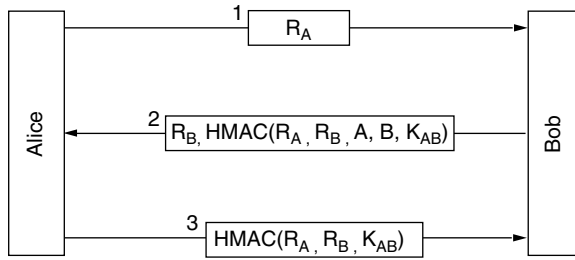 Alice
1
R_A
2
R_B, HMAC(R_A , R_B , A, B, K_AB)
3
HMAC(R_A , R_B, K_AB)
Bob